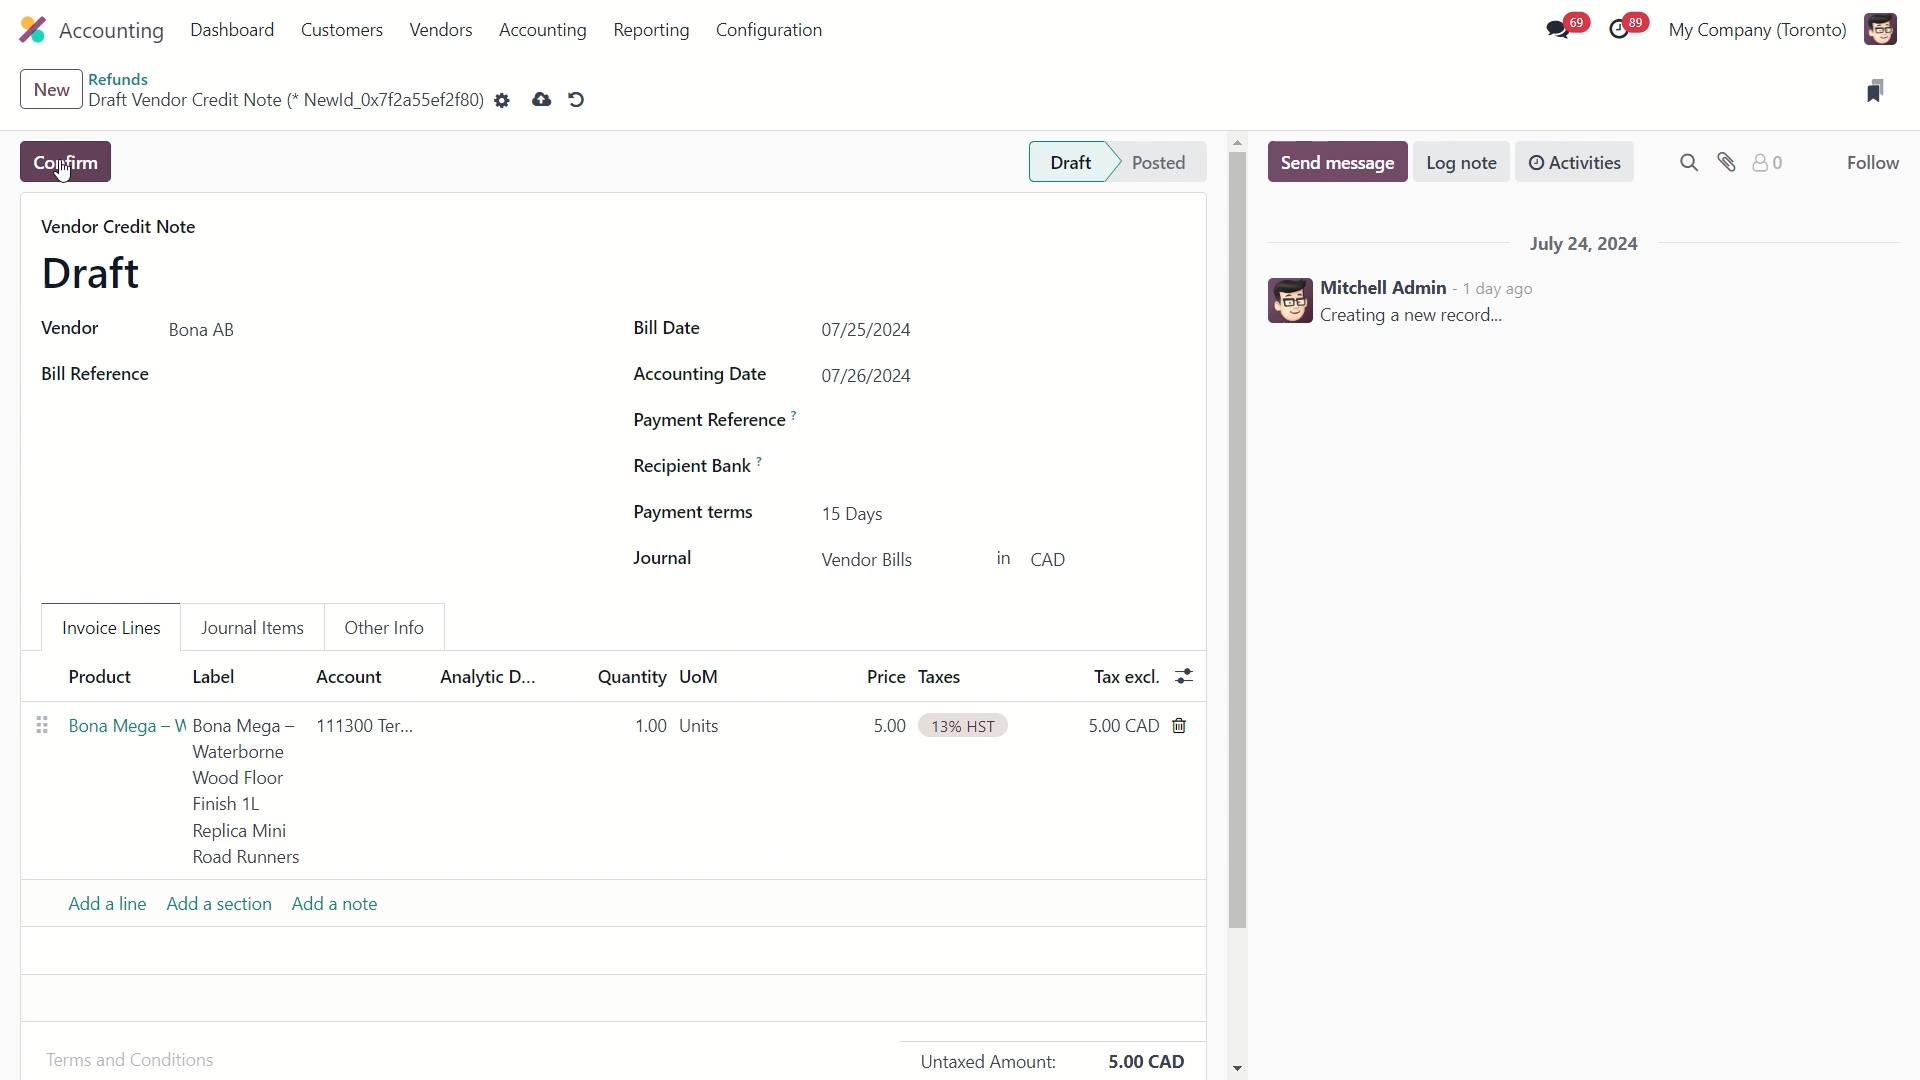 Accounting Dashboard Customers Vendors Accounting Reporting Configuration 69 89 My Company (Toronto)
New Refunds
Draft Vendor Credit Note (* NewId_0x7f2a55ef2f80)
Confirm Draft Posted Send message Log note Activities 0 Follow
Vendor Credit Note
July 24, 2024
Draft
Mitchell Admin - 1 day ago
Creating a new record...
Vendor Bona AB Bill Date 07/25/2024
Bill Reference Accounting Date 07/26/2024
Payment Reference ?
Recipient Bank ?
Payment terms 15 Days
Journal Vendor Bills in CAD
Invoice Lines Journal Items Other Info
Product Label Account Analytic D... Quantity UoM Price Taxes Tax excl.
Bona Mega – W Bona Mega – 111300 Ter... 1.00 Units 5.00 13% HST 5.00 CAD
Waterborne
Wood Floor
Finish 1L
Replica Mini
Road Runners
Add a line Add a section Add a note
Terms and Conditions Untaxed Amount: 5.00 CAD